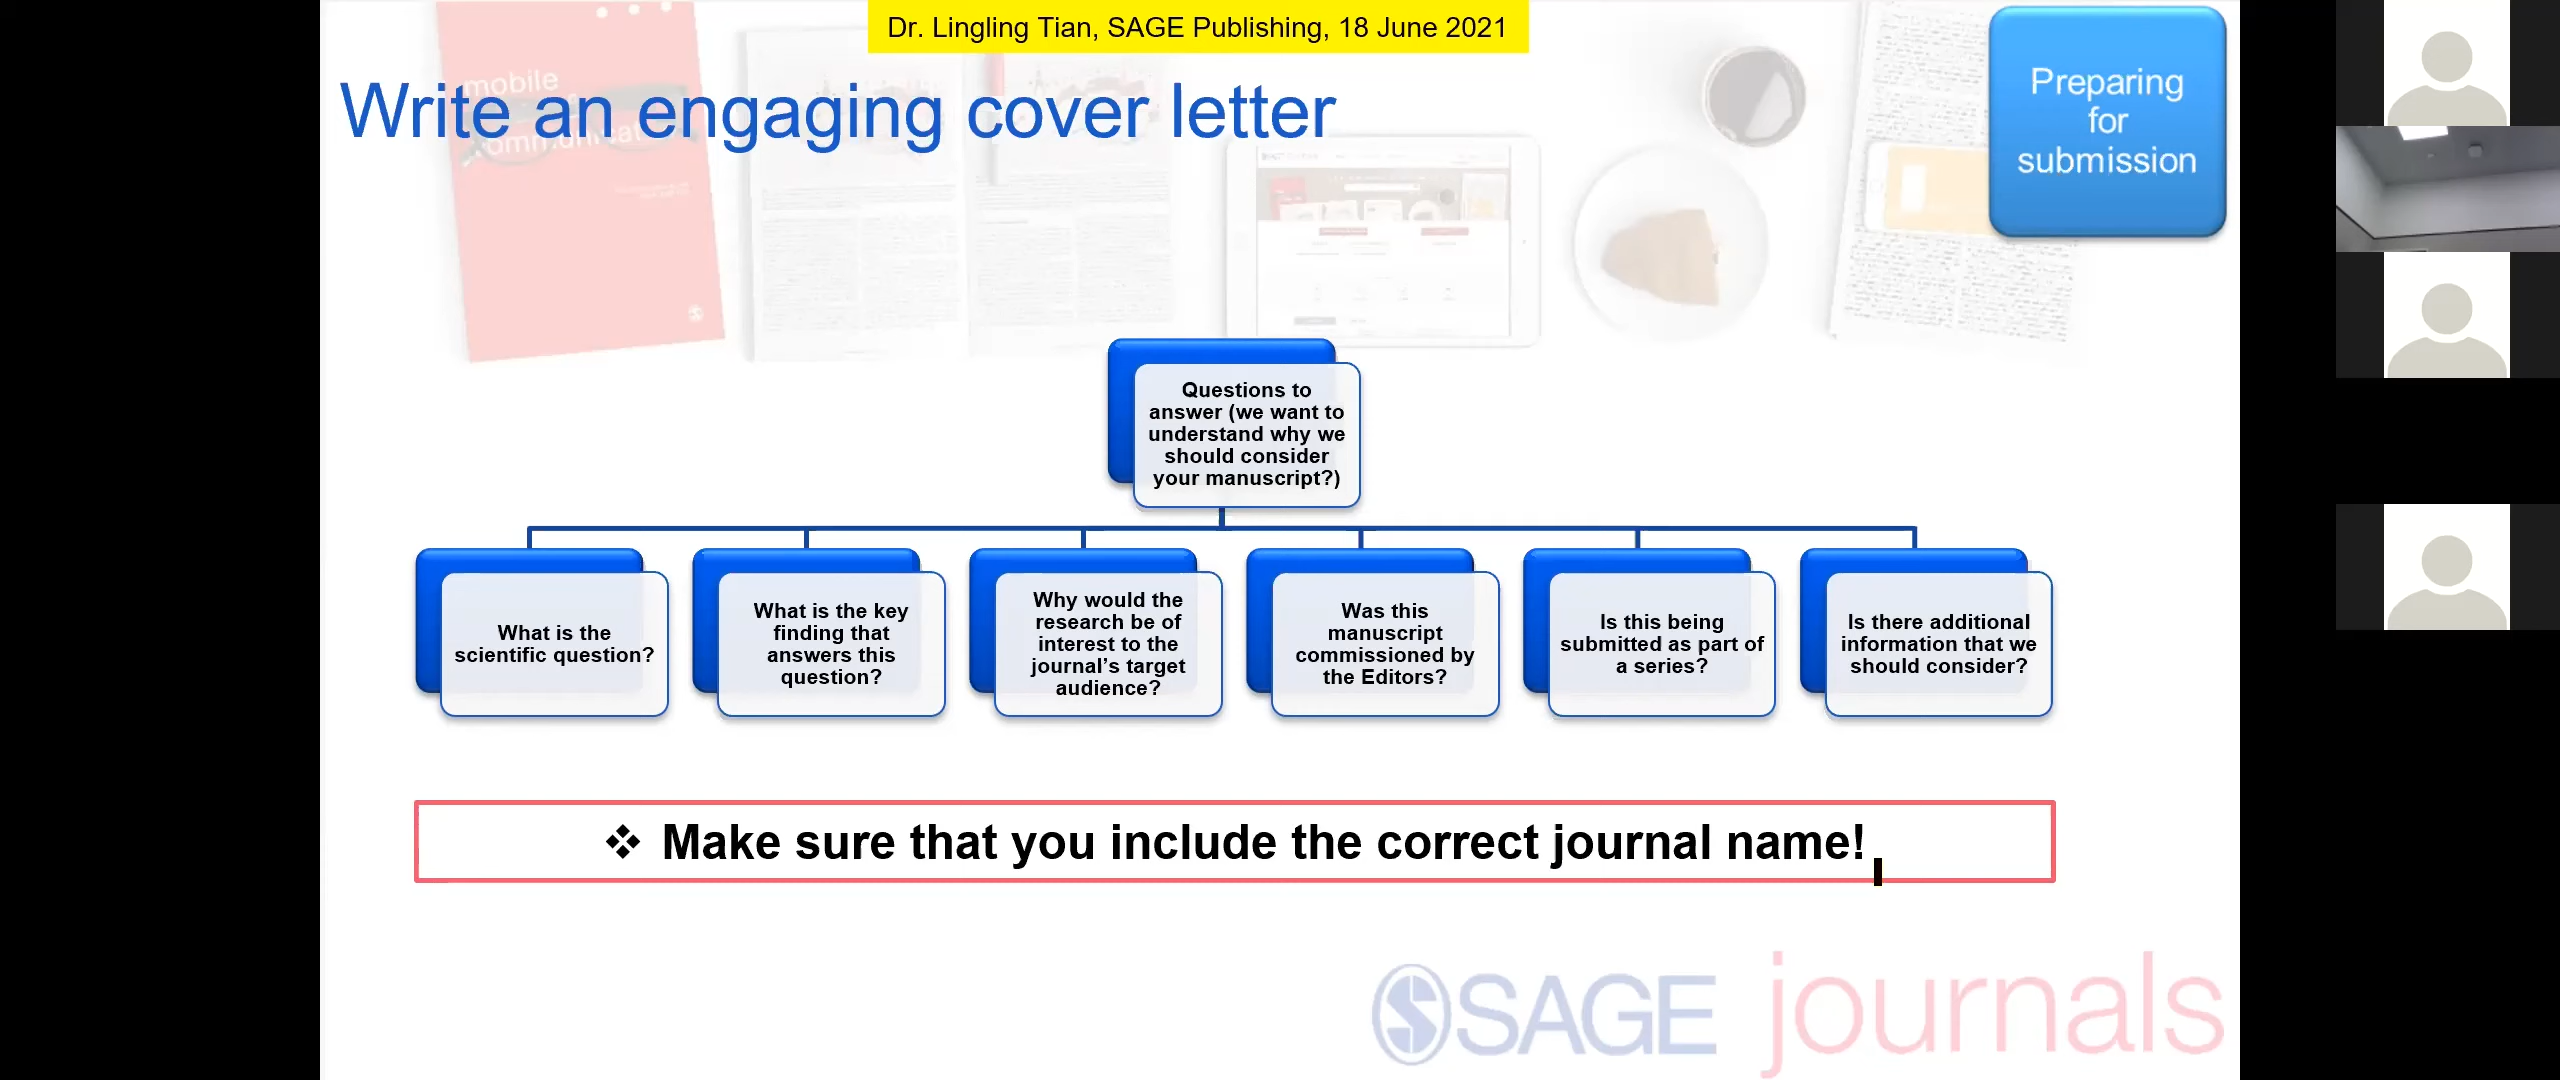 Dr. Lingling Tian, SAGE Publishing, 18 June 2021
Write an engaging cover letter
mobile
Preparing
for
submission
Questions to
answer (we want to
understand why we
should consider
your manuscript?)
What is the
scientific question?
What is the key
finding that
answers this
question?
Why would the
research be of
interest to the
journal’s target
audience?
Was this
manuscript
commissioned by
the Editors?
Is this being
submitted as part of
a series?
Is there additional
information that we
should consider?
❖ Make sure that you include the correct journal name!
SAGE journals